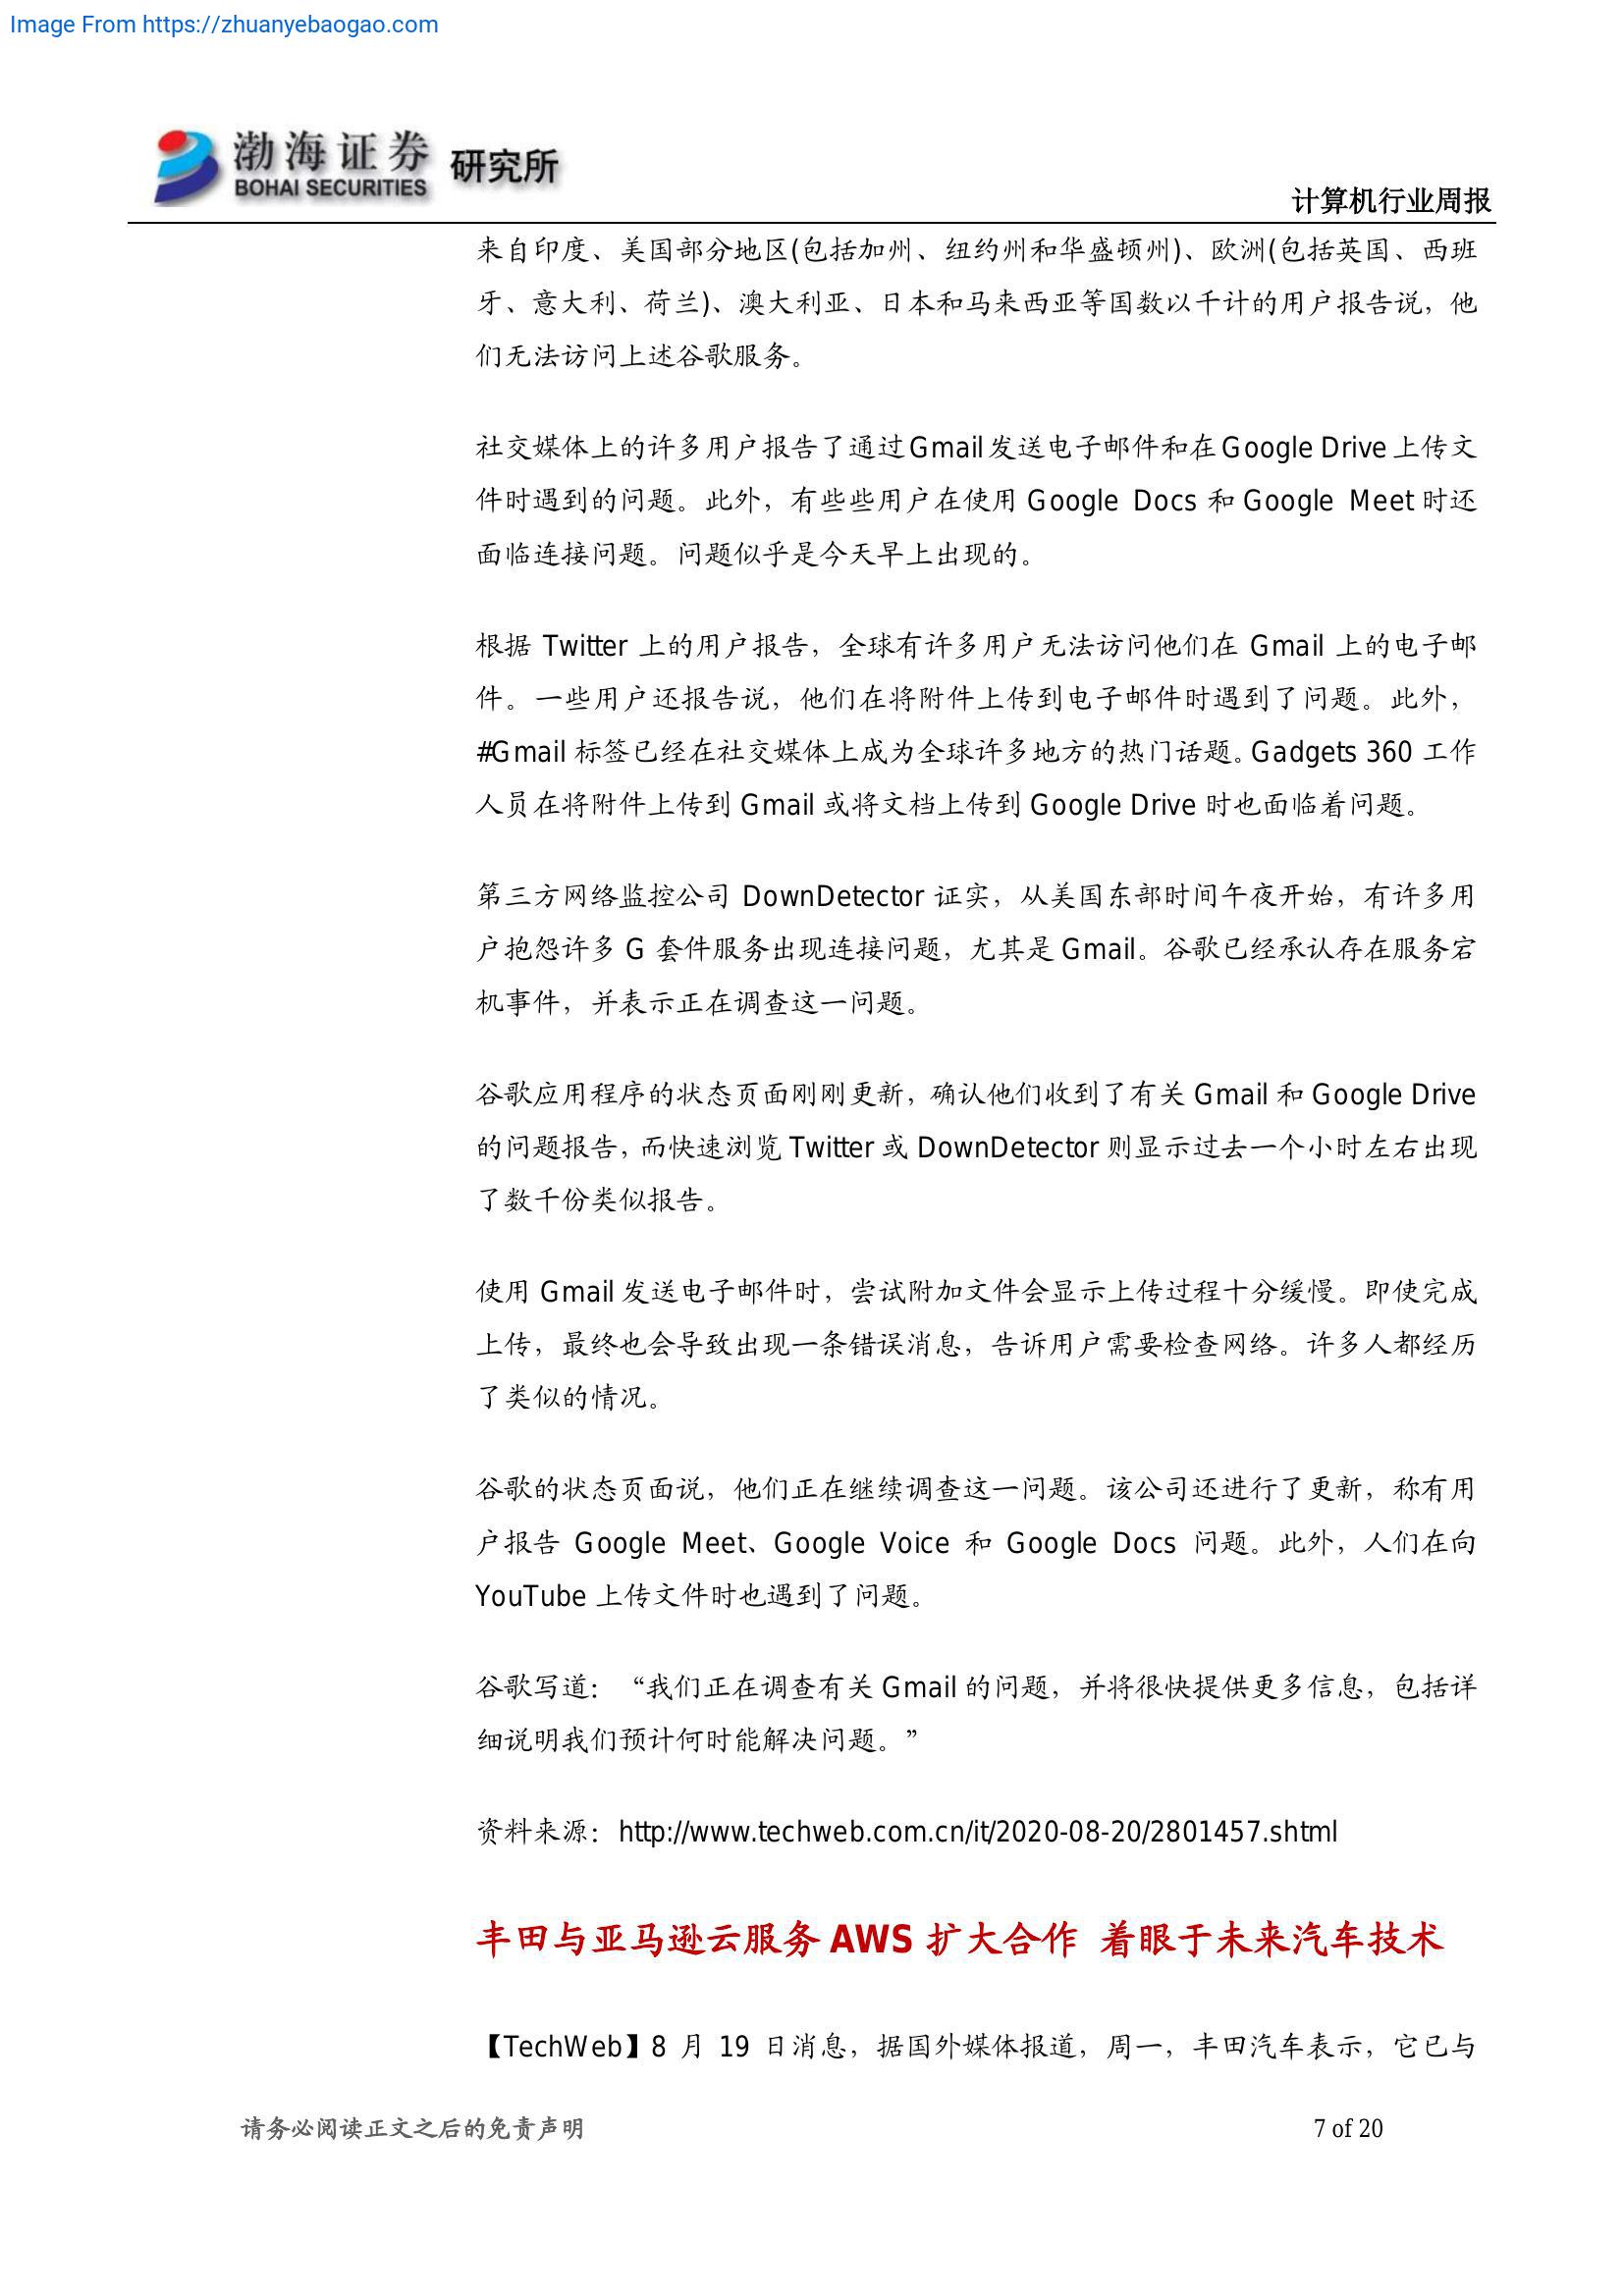 Image From https://zhuanyebaogao.com
渤海证券 研究所
BOHAI SECURITIES
计算机行业周报
来自印度、美国部分地区(包括加州、纽约州和华盛顿州)、欧洲(包括英国、西班
牙、意大利、荷兰)、澳大利亚、日本和马来西亚等国数以千计的用户报告说，他
们无法访问上述谷歌服务。
社交媒体上的许多用户报告了通过Gmail发送电子邮件和在Google Drive上传文
件时遇到的问题。此外，有些些用户在使用 Google Docs 和 Google Meet 时还
面临连接问题。问题似乎是今天早上出现的。
根据 Twitter 上的用户报告，全球有许多用户无法访问他们在 Gmail 上的电子邮
件。一些用户还报告说，他们在将附件上传到电子邮件时遇到了问题。此外，
#Gmail 标签已经在社交媒体上成为全球许多地方的热门话题。Gadgets 360 工作
人员在将附件上传到 Gmail 或将文档上传到 Google Drive 时也面临着问题。
第三方网络监控公司 DownDetector 证实，从美国东部时间午夜开始，有许多用
户抱怨许多 G 套件服务出现连接问题，尤其是 Gmail。谷歌已经承认存在服务宕
机事件，并表示正在调查这一问题。
谷歌应用程序的状态页面刚刚更新，确认他们收到了有关 Gmail 和 Google Drive
的问题报告，而快速浏览 Twitter 或 DownDetector 则显示过去一个小时左右出现
了数千份类似报告。
使用 Gmail 发送电子邮件时，尝试附加文件会显示上传过程十分缓慢。即使完成
上传，最终也会导致出现一条错误消息，告诉用户需要检查网络。许多人都经历
了类似的情况。
谷歌的状态页面说，他们正在继续调查这一问题。该公司还进行了更新，称有用
户报告 Google Meet、Google Voice 和 Google Docs 问题。此外，人们在向
YouTube 上传文件时也遇到了问题。
谷歌写道：“我们正在调查有关 Gmail 的问题，并将很快提供更多信息，包括详
细说明我们预计何时能解决问题。”
资料来源：http://www.techweb.com.cn/it/2020-08-20/2801457.shtml
丰田与亚马逊云服务 AWS 扩大合作 着眼于未来汽车技术
【TechWeb】8 月 19 日消息，据国外媒体报道，周一，丰田汽车表示，它已与
请务必阅读正文之后的免责声明
7 of 20